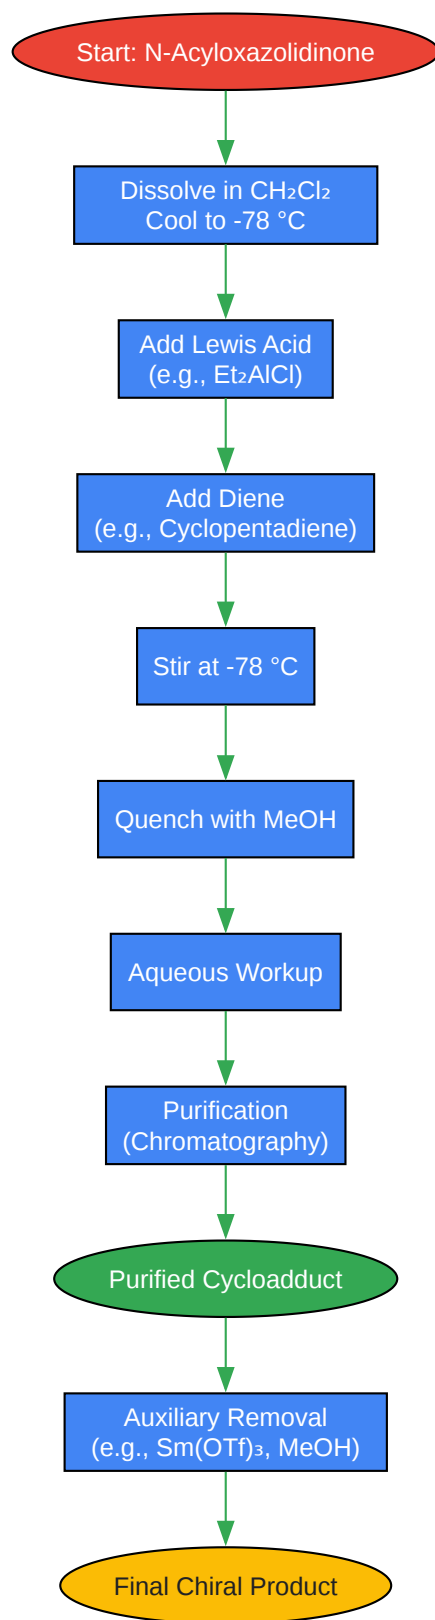 Start: N-Acyloxazolidinone
Dissolve in CH₂Cl₂
Cool to -78 °C
Add Lewis Acid
(e.g., Et₂AlCl)
Add Diene
(e.g., Cyclopentadiene)
Stir at -78 °C
Quench with MeOH
Aqueous Workup
Purification
(Chromatography)
Purified Cycloadduct
Auxiliary Removal
(e.g., Sm(OTf)₃, MeOH)
Final Chiral Product